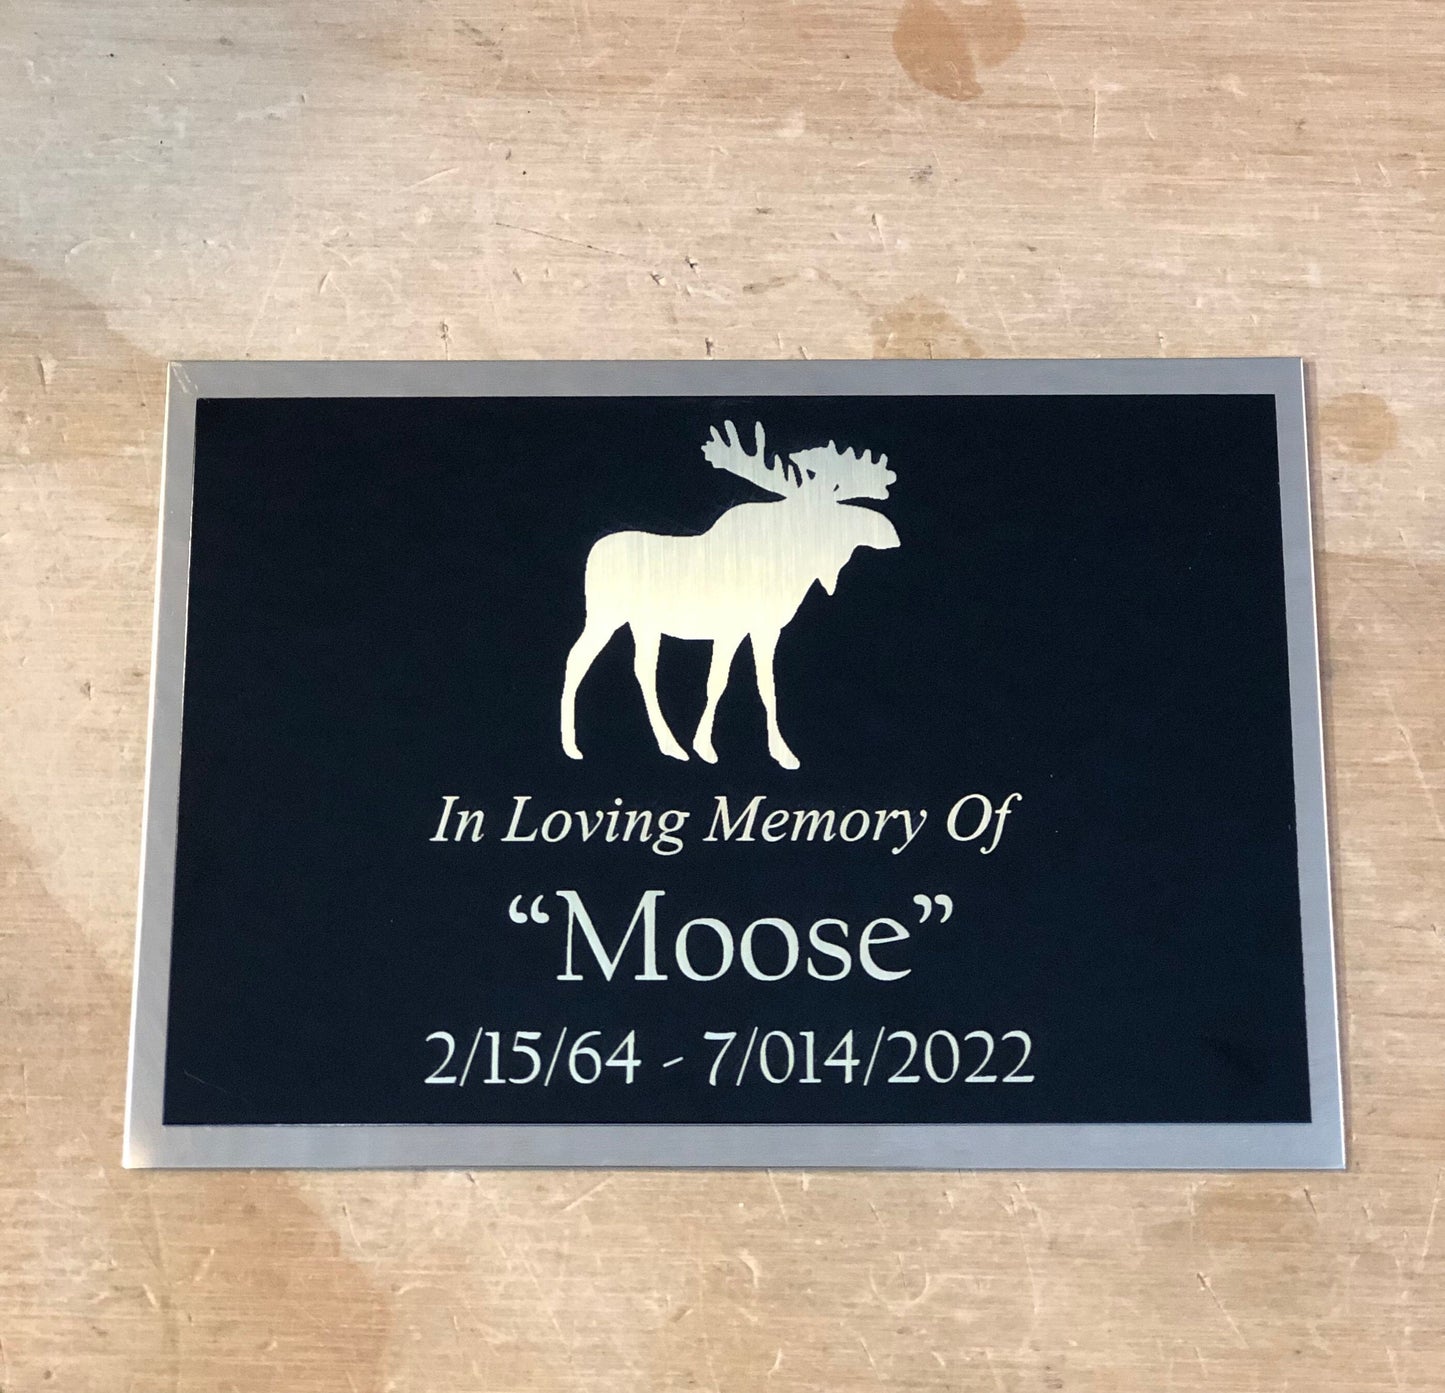 In Loving Memory Of
“Moose”
2/15/64 - 7/014/2022